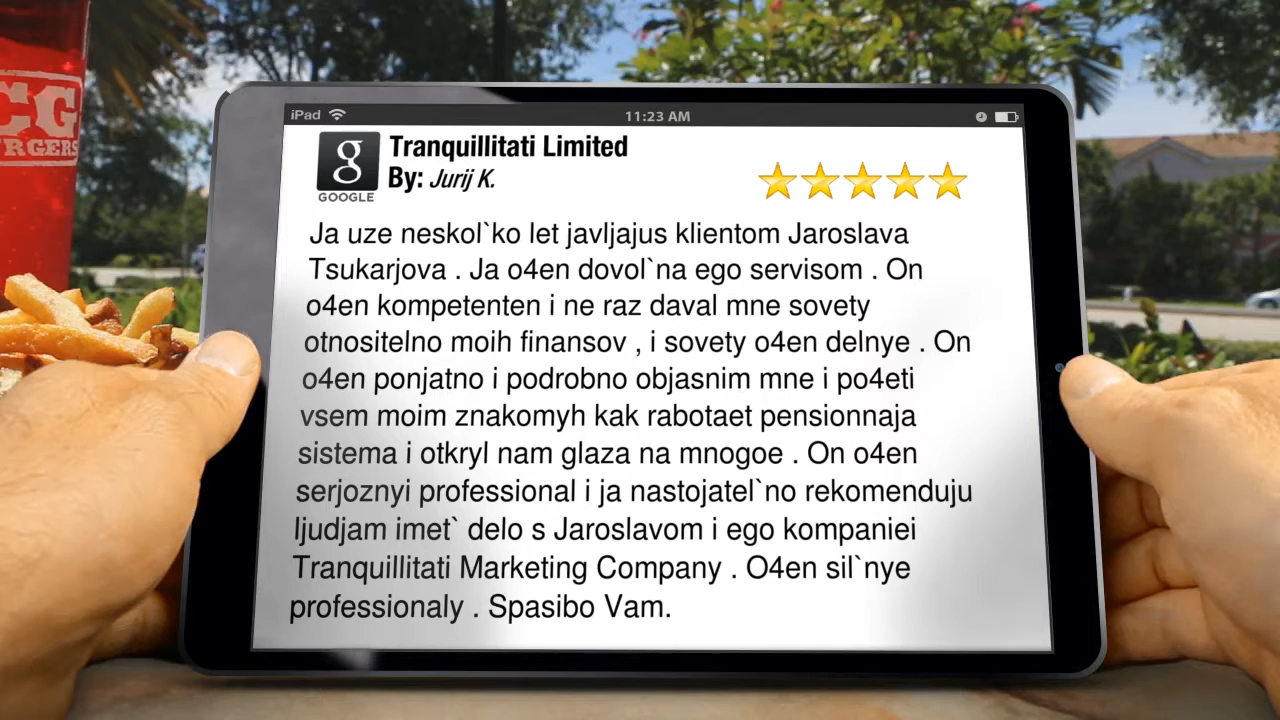 CG
BURGERS
iPad 11:23 AM
g
GOOGLE
Tranquillitati Limited
By: Jurij K.
Ja uze neskol`ko let javljajus klientom Jaroslava
Tsukarjova . Ja o4en dovol`na ego servisom . On
o4en kompetenten i ne raz daval mne sovety
otnositelno moih finansov , i sovety o4en delnye . On
o4en ponjatno i podrobno objasnim mne i po4eti
vsem moim znakomyh kak rabotaet pensionnaja
sistema i otkryl nam glaza na mnogoe . On o4en
serjoznyi professional i ja nastojatel`no rekomenduju
ljudjam imet` delo s Jaroslavom i ego kompaniei
Tranquillitati Marketing Company . O4en sil`nye
professionaly . Spasibo Vam.